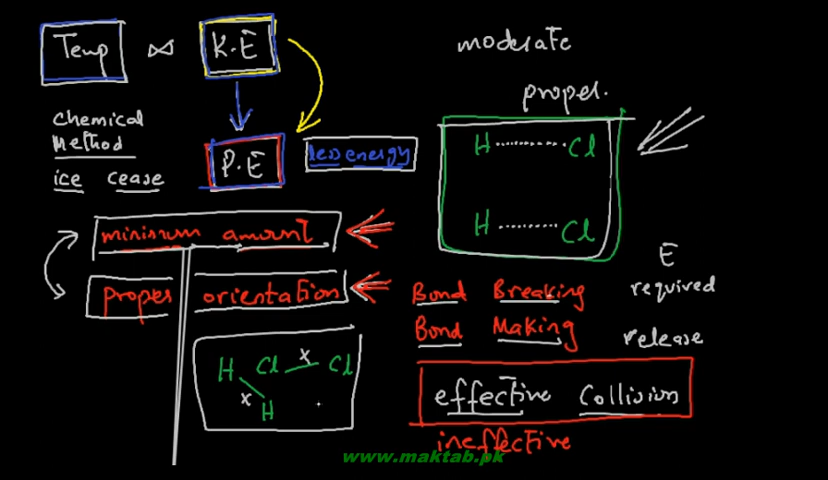 Temp ⋈ K.E
moderate
proper.
Chemical
Method
ice cease
P.E
less energy
H Cl
H Cl
minimum amount
proper orientation
E
required
Bond Breaking
Bond Making
release
H Cl x Cl
x H
effective Collision
ineffective
www.maktab.pk